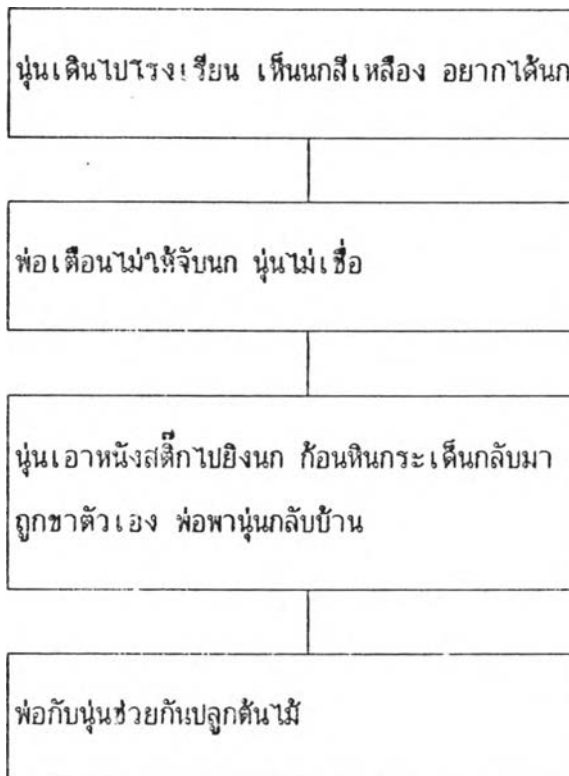 นุ่นเดินไปโรงเรียน เห็นนกสีเหลือง อยากได้นก
พ่อเตือนไม่ให้จับนก นุ่นไม่เชื่อ
นุ่นเอาหนังสติ๊กไปยิงนก ก้อนหินกระเด็นกลับมา
ถูกขาตัวเอง พ่อพานุ่นกลับบ้าน
พ่อกับนุ่นช่วยกันปลูกต้นไม้